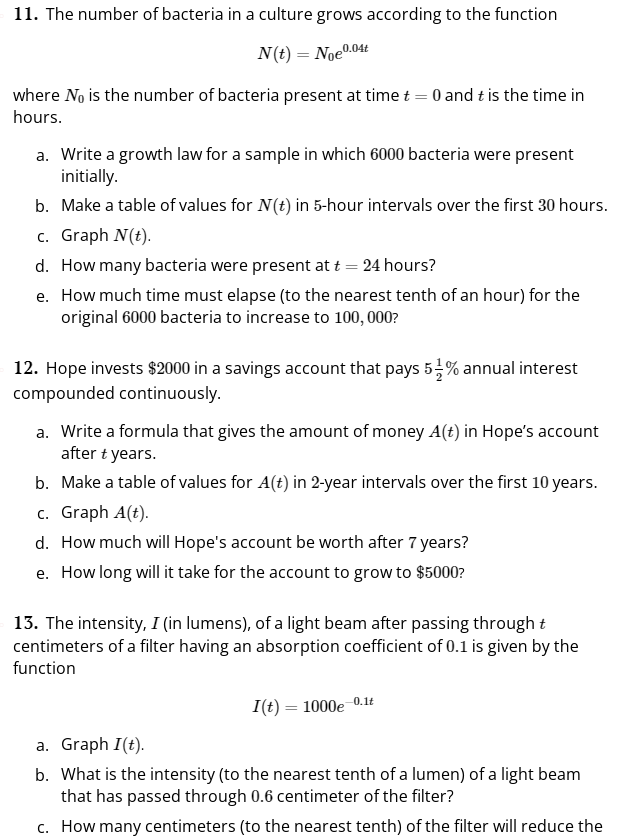 11. The number of bacteria in a culture grows according to the function
N(t) = N₀e^{0.04t}
where N₀ is the number of bacteria present at time t = 0 and t is the time in
hours.
a. Write a growth law for a sample in which 6000 bacteria were present
initially.
b. Make a table of values for N(t) in 5-hour intervals over the first 30 hours.
c. Graph N(t).
d. How many bacteria were present at t = 24 hours?
e. How much time must elapse (to the nearest tenth of an hour) for the
original 6000 bacteria to increase to 100,000?
12. Hope invests $2000 in a savings account that pays 5½% annual interest
compounded continuously.
a. Write a formula that gives the amount of money A(t) in Hope’s account
after t years.
b. Make a table of values for A(t) in 2-year intervals over the first 10 years.
c. Graph A(t).
d. How much will Hope's account be worth after 7 years?
e. How long will it take for the account to grow to $5000?
13. The intensity, I (in lumens), of a light beam after passing through t
centimeters of a filter having an absorption coefficient of 0.1 is given by the
function
I(t) = 1000e^{−0.1t}
a. Graph I(t).
b. What is the intensity (to the nearest tenth of a lumen) of a light beam
that has passed through 0.6 centimeter of the filter?
c. How many centimeters (to the nearest tenth) of the filter will reduce the